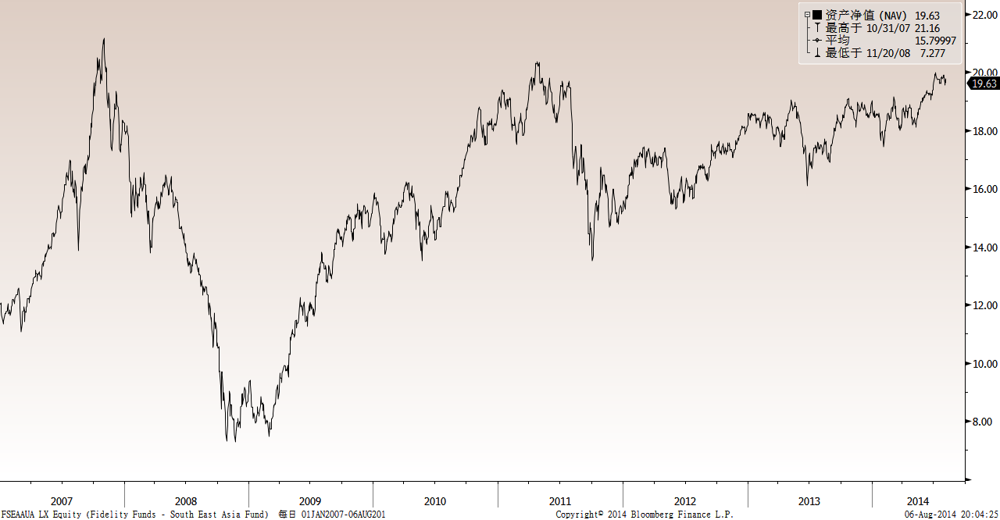 资产净值 (NAV) 19.63
最高于 10/31/07 21.16
平均 15.79997
最低于 11/20/08 7.277
22.00
20.00
19.63
18.00
16.00
14.00
12.00
10.00
8.00
2007 2008 2009 2010 2011 2012 2013 2014
FSEAAUA LX Equity (Fidelity Funds - South East Asia Fund) 每日 01JAN2007-06AUG201 Copyright© 2014 Bloomberg Finance L.P. 06-Aug-2014 20:04:25